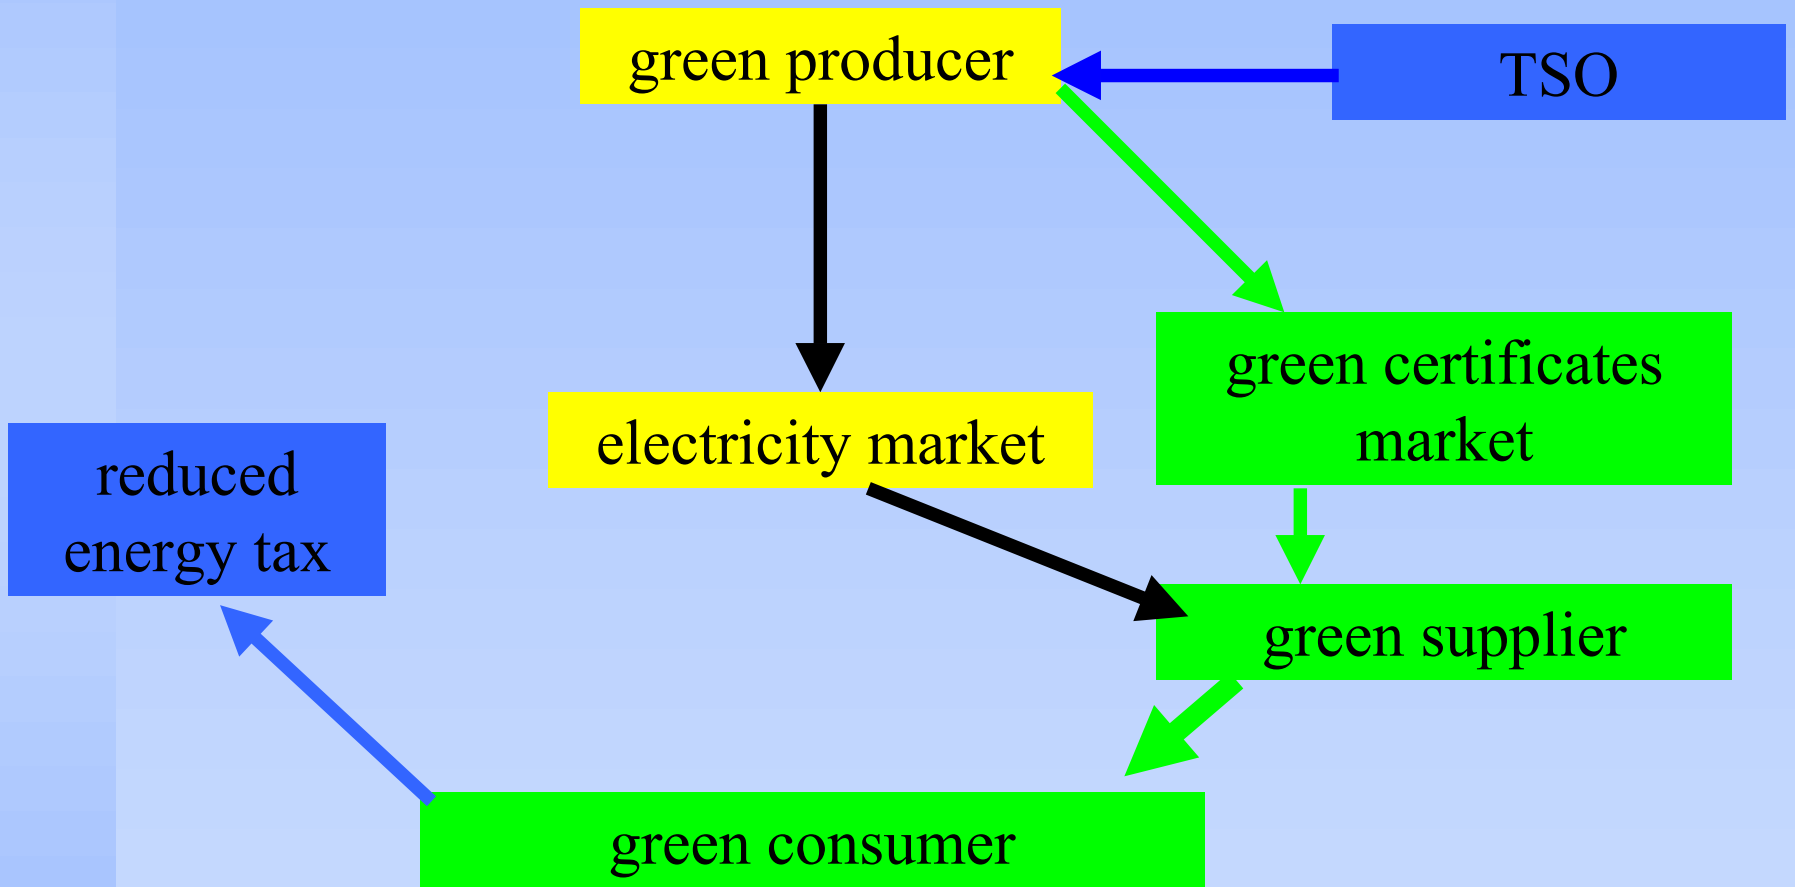 green producer
TSO
green certificates
market
electricity market
reduced
energy tax
green supplier
green consumer